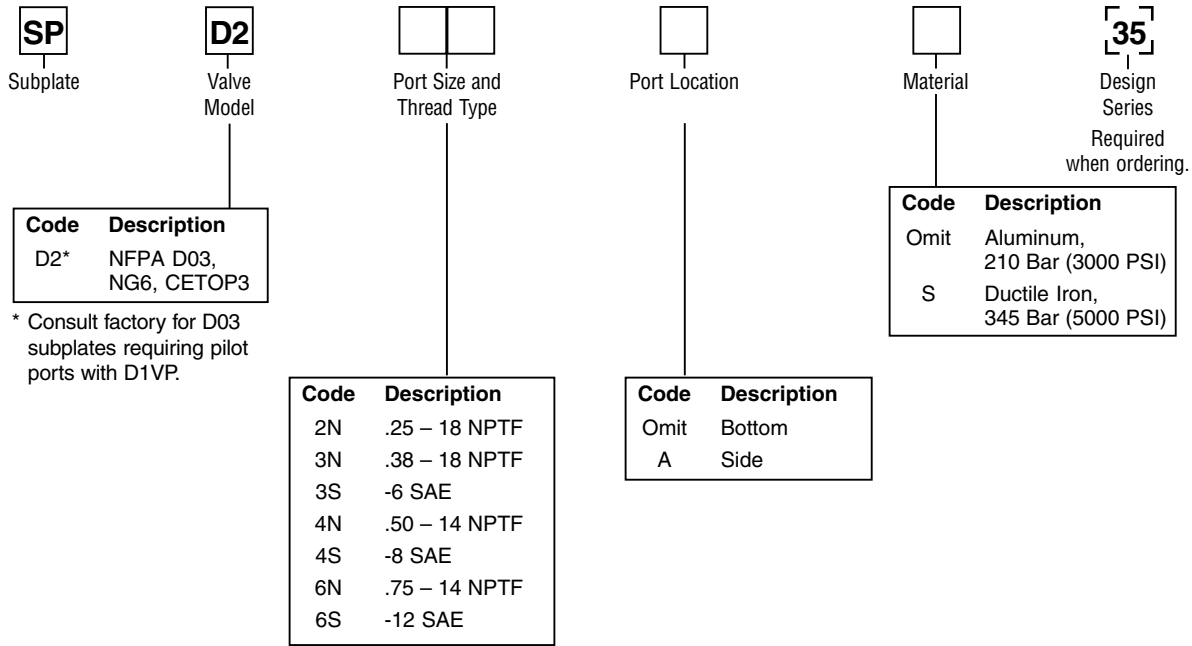 SP
D2
35
Subplate
Valve
Model
Port Size and
Thread Type
Port Location
Material
Design
Series
Required
when ordering.
Code Description
D2* NFPA D03,
NG6, CETOP3
* Consult factory for D03
subplates requiring pilot
ports with D1VP.
Code Description
2N .25 – 18 NPTF
3N .38 – 18 NPTF
3S -6 SAE
4N .50 – 14 NPTF
4S -8 SAE
6N .75 – 14 NPTF
6S -12 SAE
Code Description
Omit Bottom
A Side
Code Description
Omit Aluminum,
210 Bar (3000 PSI)
S Ductile Iron,
345 Bar (5000 PSI)